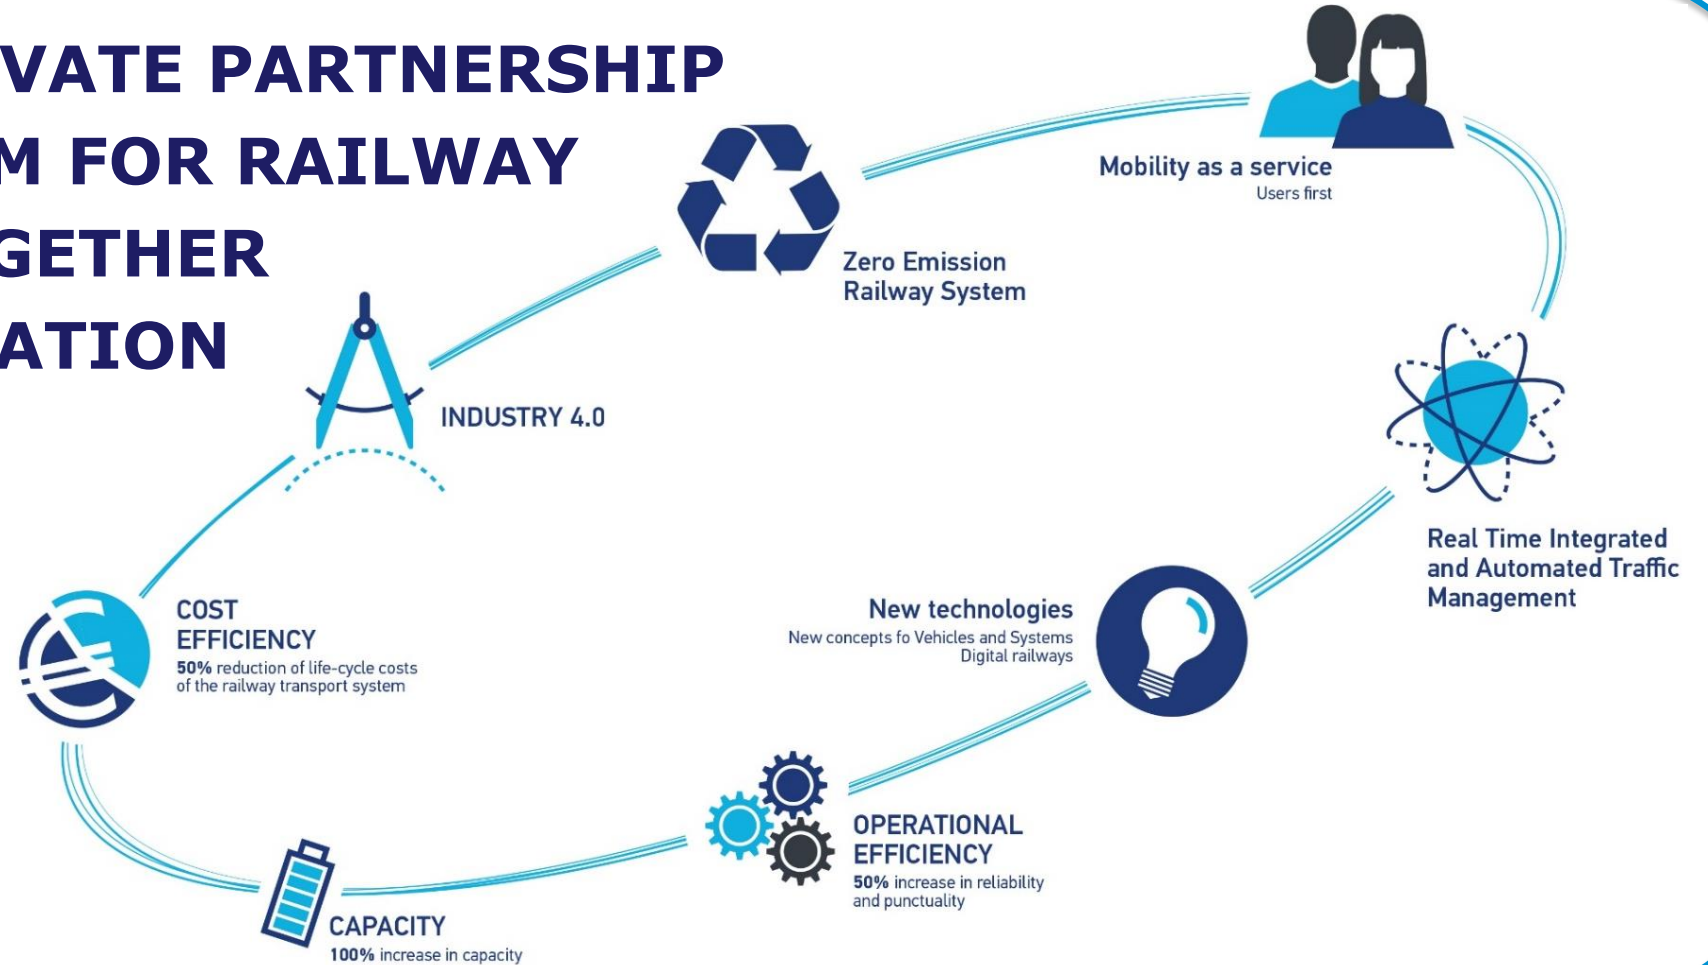 VATE PARTNERSHIP
M FOR RAILWAY
GETHER
ATION
Mobility as a service
Users first
Zero Emission
Railway System
INDUSTRY 4.0
Real Time Integrated
and Automated Traffic
Management
COST
EFFICIENCY
50% reduction of life-cycle costs
of the railway transport system
New technologies
New concepts fo Vehicles and Systems
Digital railways
OPERATIONAL
EFFICIENCY
50% increase in reliability
and punctuality
CAPACITY
100% increase in capacity